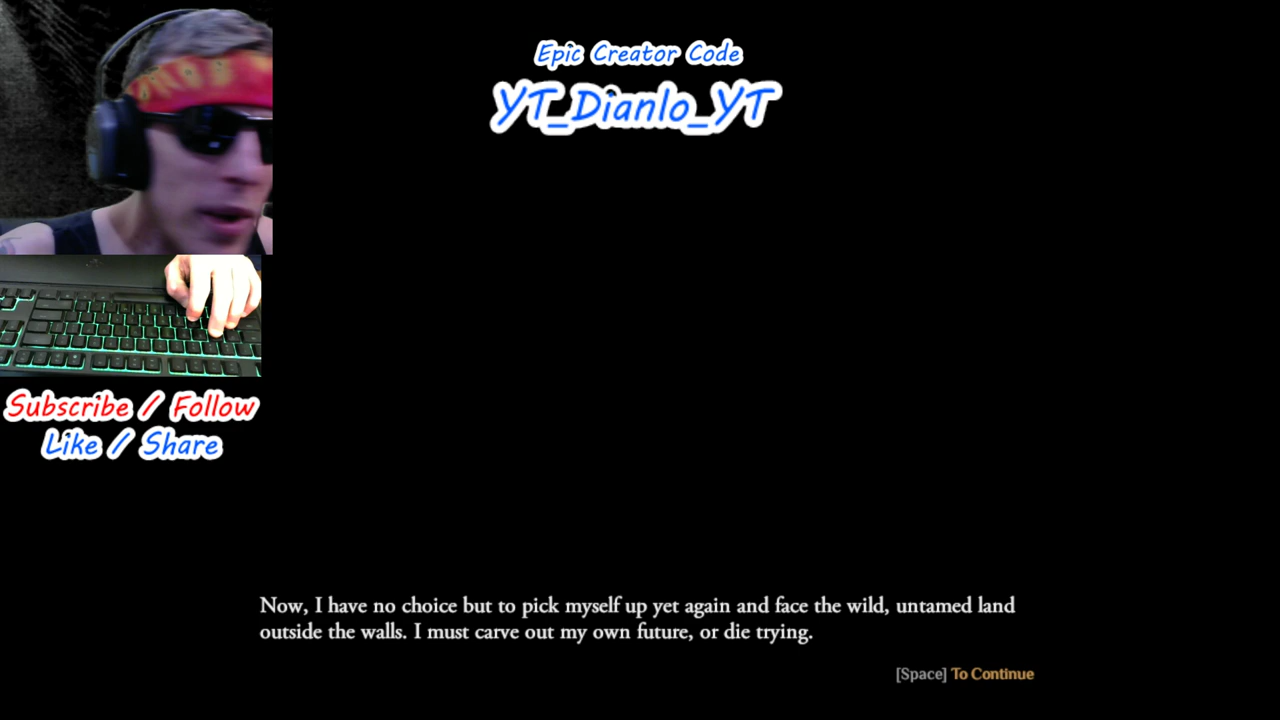 Epic Creator Code
YT_Dianlo_YT
Subscribe / Follow
Like / Share
Now, I have no choice but to pick myself up yet again and face the wild, untamed land
outside the walls. I must carve out my own future, or die trying.
[Space] To Continue